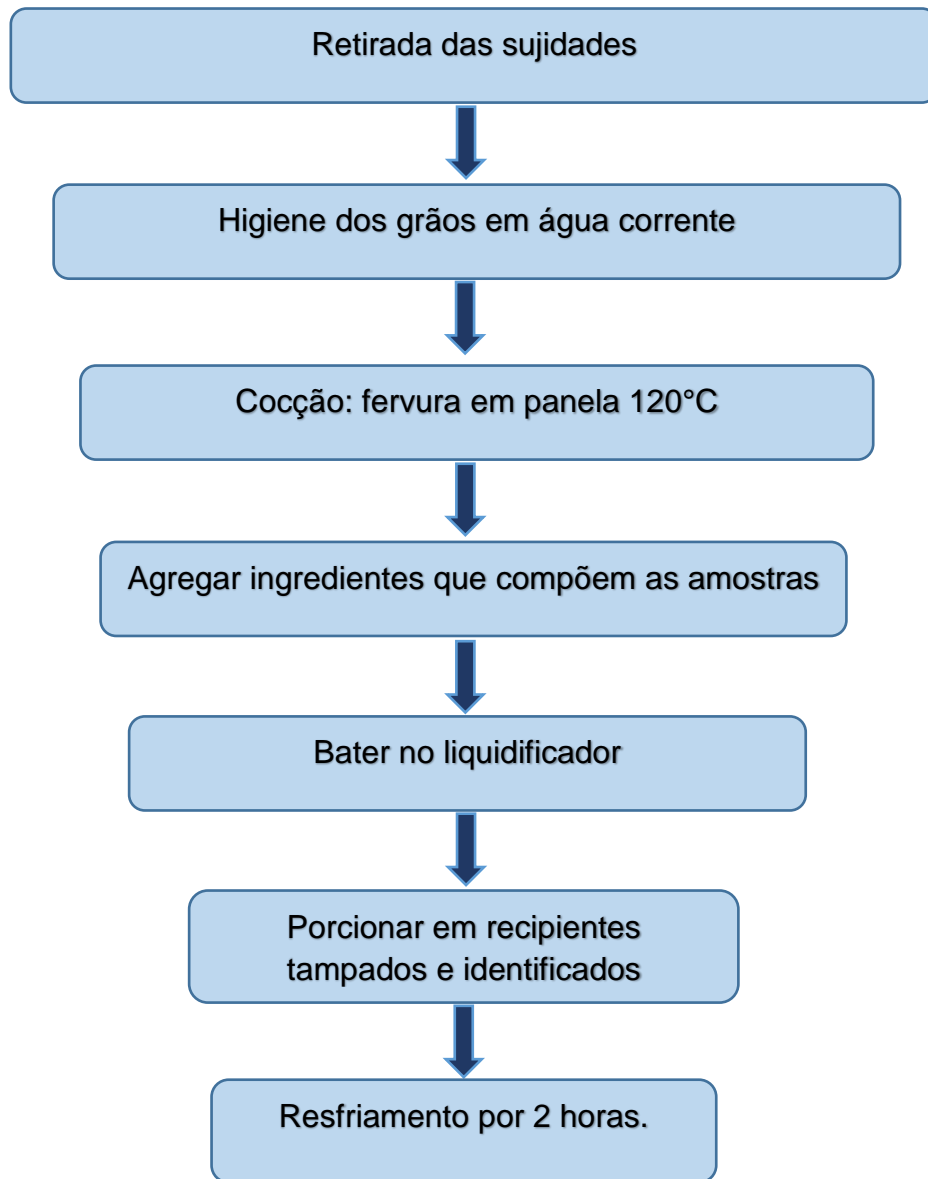 Retirada das sujidades
Higiene dos grãos em água corrente
Cocção: fervura em panela 120°C
Agregar ingredientes que compõem as amostras
Bater no liquidificador
Porcionar em recipientes
tampados e identificados
Resfriamento por 2 horas.